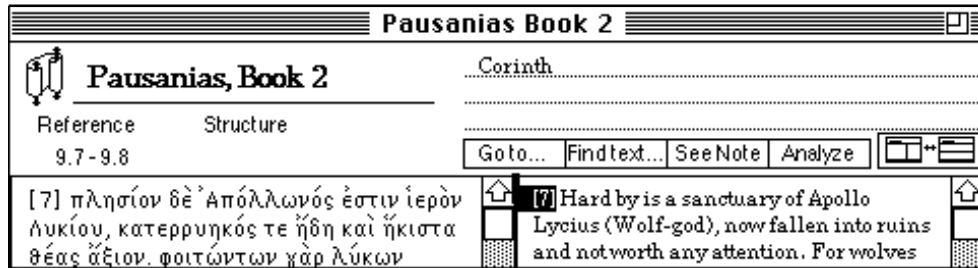 Pausanias Book 2
Pausanias, Book 2
Corinth
Reference Structure
9.7-9.8
Go to... Find text... See Note Analyze
[7] πλησίον δὲ Ἀπόλλωνός ἐστιν ἱερὸν
Λυκίου, κατερρυηκός τε ἤδη καὶ ἥκιστα
θέας ἄξιον. φοιτώντων γὰρ λύκων
[7] Hard by is a sanctuary of Apollo
Lycius (Wolf-god), now fallen into ruins
and not worth any attention. For wolves